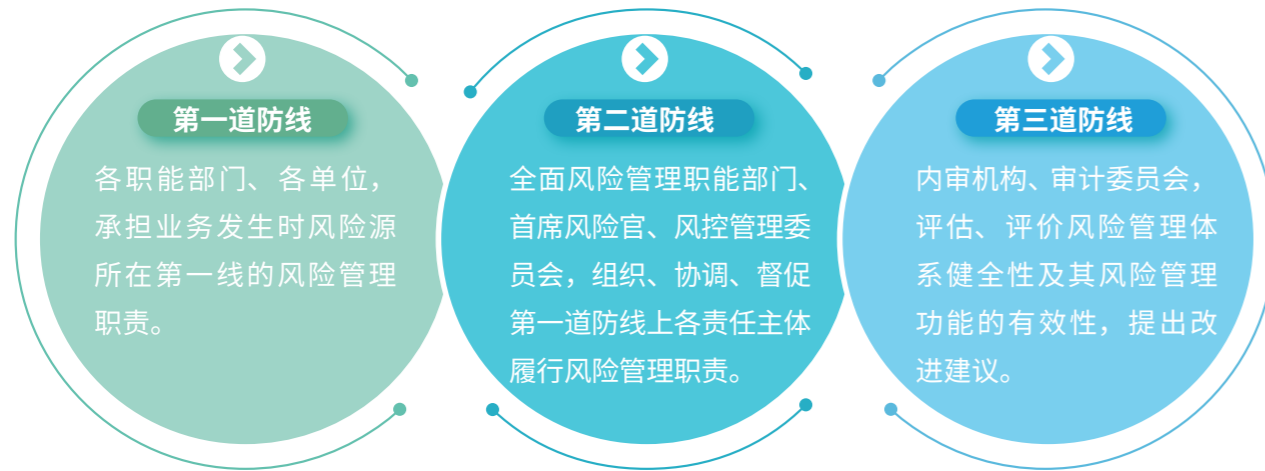 第一道防线
各职能部门、各单位，
承担业务发生时风险源
所在第一线的风险管理
职责。
第二道防线
全面风险管理职能部门、
首席风险官、风控管理委
员会，组织、协调、督促
第一道防线上各责任主体
履行风险管理职责。
第三道防线
内审机构、审计委员会，
评估、评价风险管理体
系健全性及其风险管理
功能的有效性，提出改
进建议。